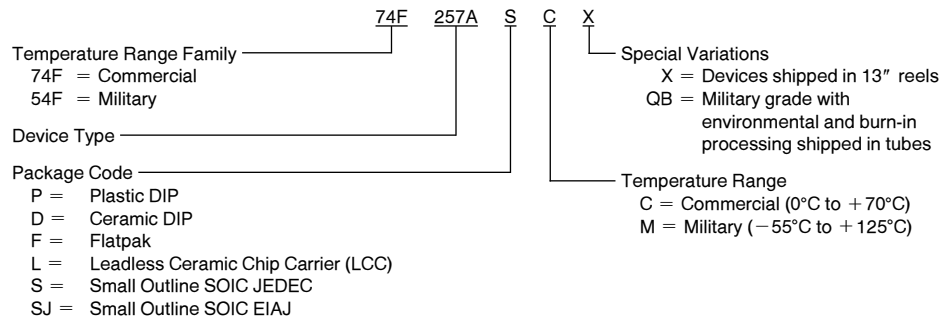 74F 257A S C X
Temperature Range Family
74F = Commercial
54F = Military
Device Type
Package Code
P = Plastic DIP
D = Ceramic DIP
F = Flatpak
L = Leadless Ceramic Chip Carrier (LCC)
S = Small Outline SOIC JEDEC
SJ = Small Outline SOIC EIAJ
Special Variations
X = Devices shipped in 13″ reels
QB = Military grade with
environmental and burn-in
processing shipped in tubes
Temperature Range
C = Commercial (0°C to +70°C)
M = Military (−55°C to +125°C)